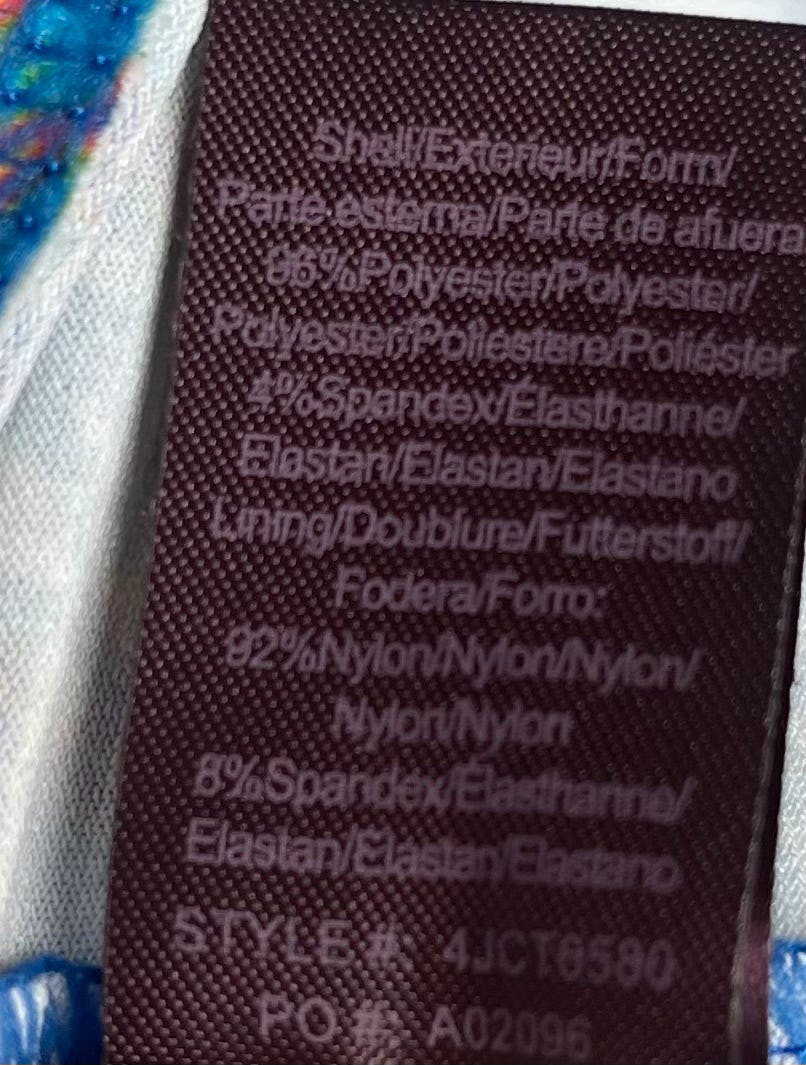 Shell/Exterieur/Form/
Parte esterna/Parte de afuera
96%Polyester/Polyester/
Polyester/Poliestere/Poliéster
4%Spandex/Élasthanne/
Elastan/Elastan/Elastano
Lining/Doublure/Futterstoff/
Fodera/Forro:
92%Nylon/Nylon/Nylon/
Nylon/Nylon
8%Spandex/Élasthanne/
Elastan/Elastan/Elastano
STYLE #: 4JCT6580
PO #: A02096